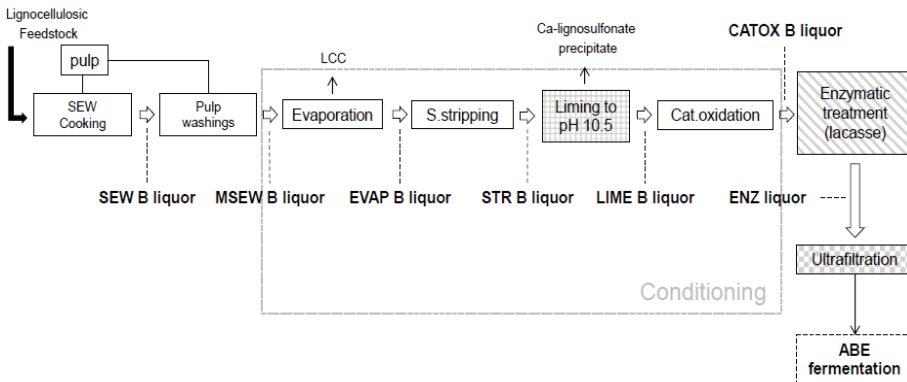 Lignocellulosic
Feedstock
pulp
SEW
Cooking
Pulp
washings
LCC
Evaporation
S.stripping
Ca-lignosulfonate
precipitate
Liming to
pH 10.5
Cat.oxidation
CATOX B liquor
Enzymatic
treatment
(lacasse)
SEW B liquor
MSEW B liquor
EVAP B liquor
STR B liquor
LIME B liquor
ENZ liquor
Ultrafiltration
Conditioning
ABE
fermentation